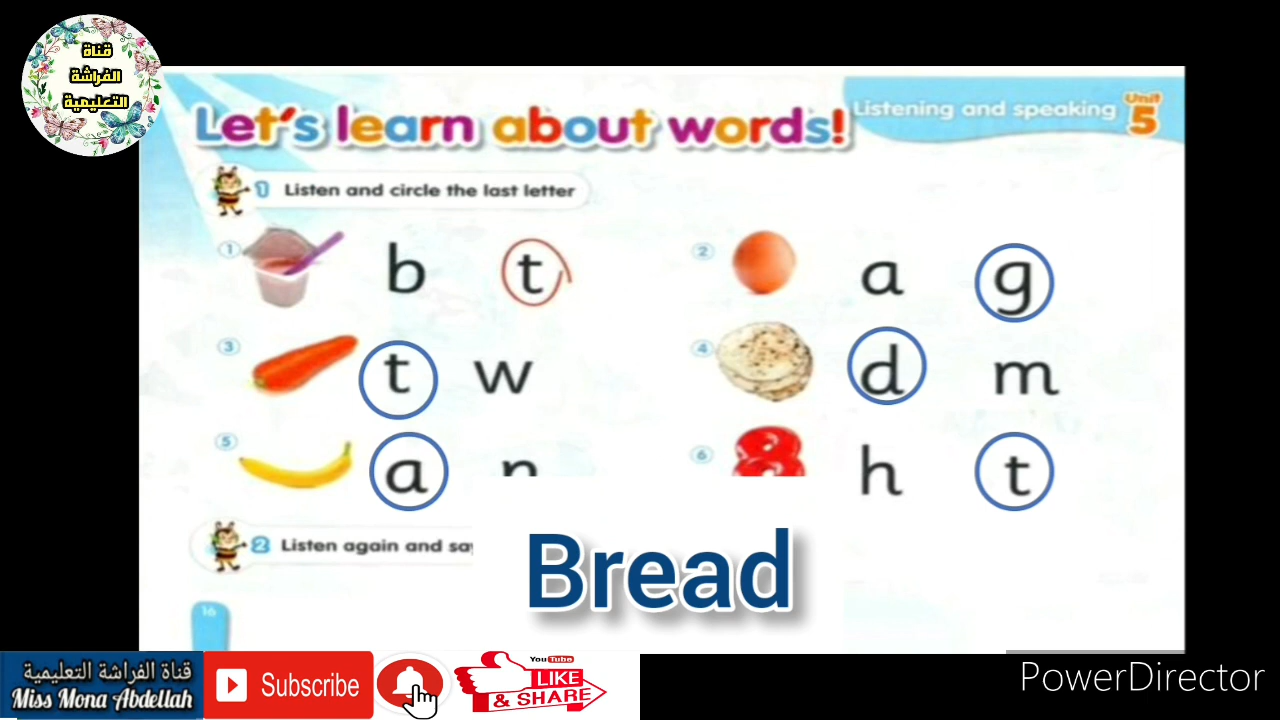 قناة
الفراشة
التعليمية
Let's learn about words!
Listening and speaking
Unit
5
1 Listen and circle the last letter
1 b t
2 a g
3 t w
4 d m
5 a n
6 h t
2 Listen again and say
Bread
16
قناة الفراشة التعليمية
Miss Mona Abdellah
Subscribe
YouTube
LIKE
& SHARE
PowerDirector